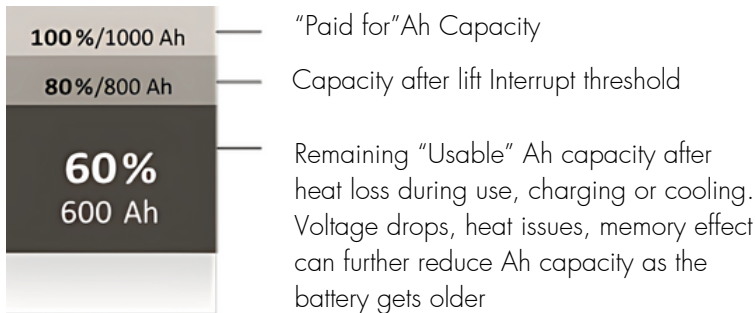 100%/1000 Ah
“Paid for”Ah Capacity
80%/800 Ah
Capacity after lift Interrupt threshold
60%
600 Ah
Remaining “Usable” Ah capacity after
heat loss during use, charging or cooling.
Voltage drops, heat issues, memory effect
can further reduce Ah capacity as the
battery gets older